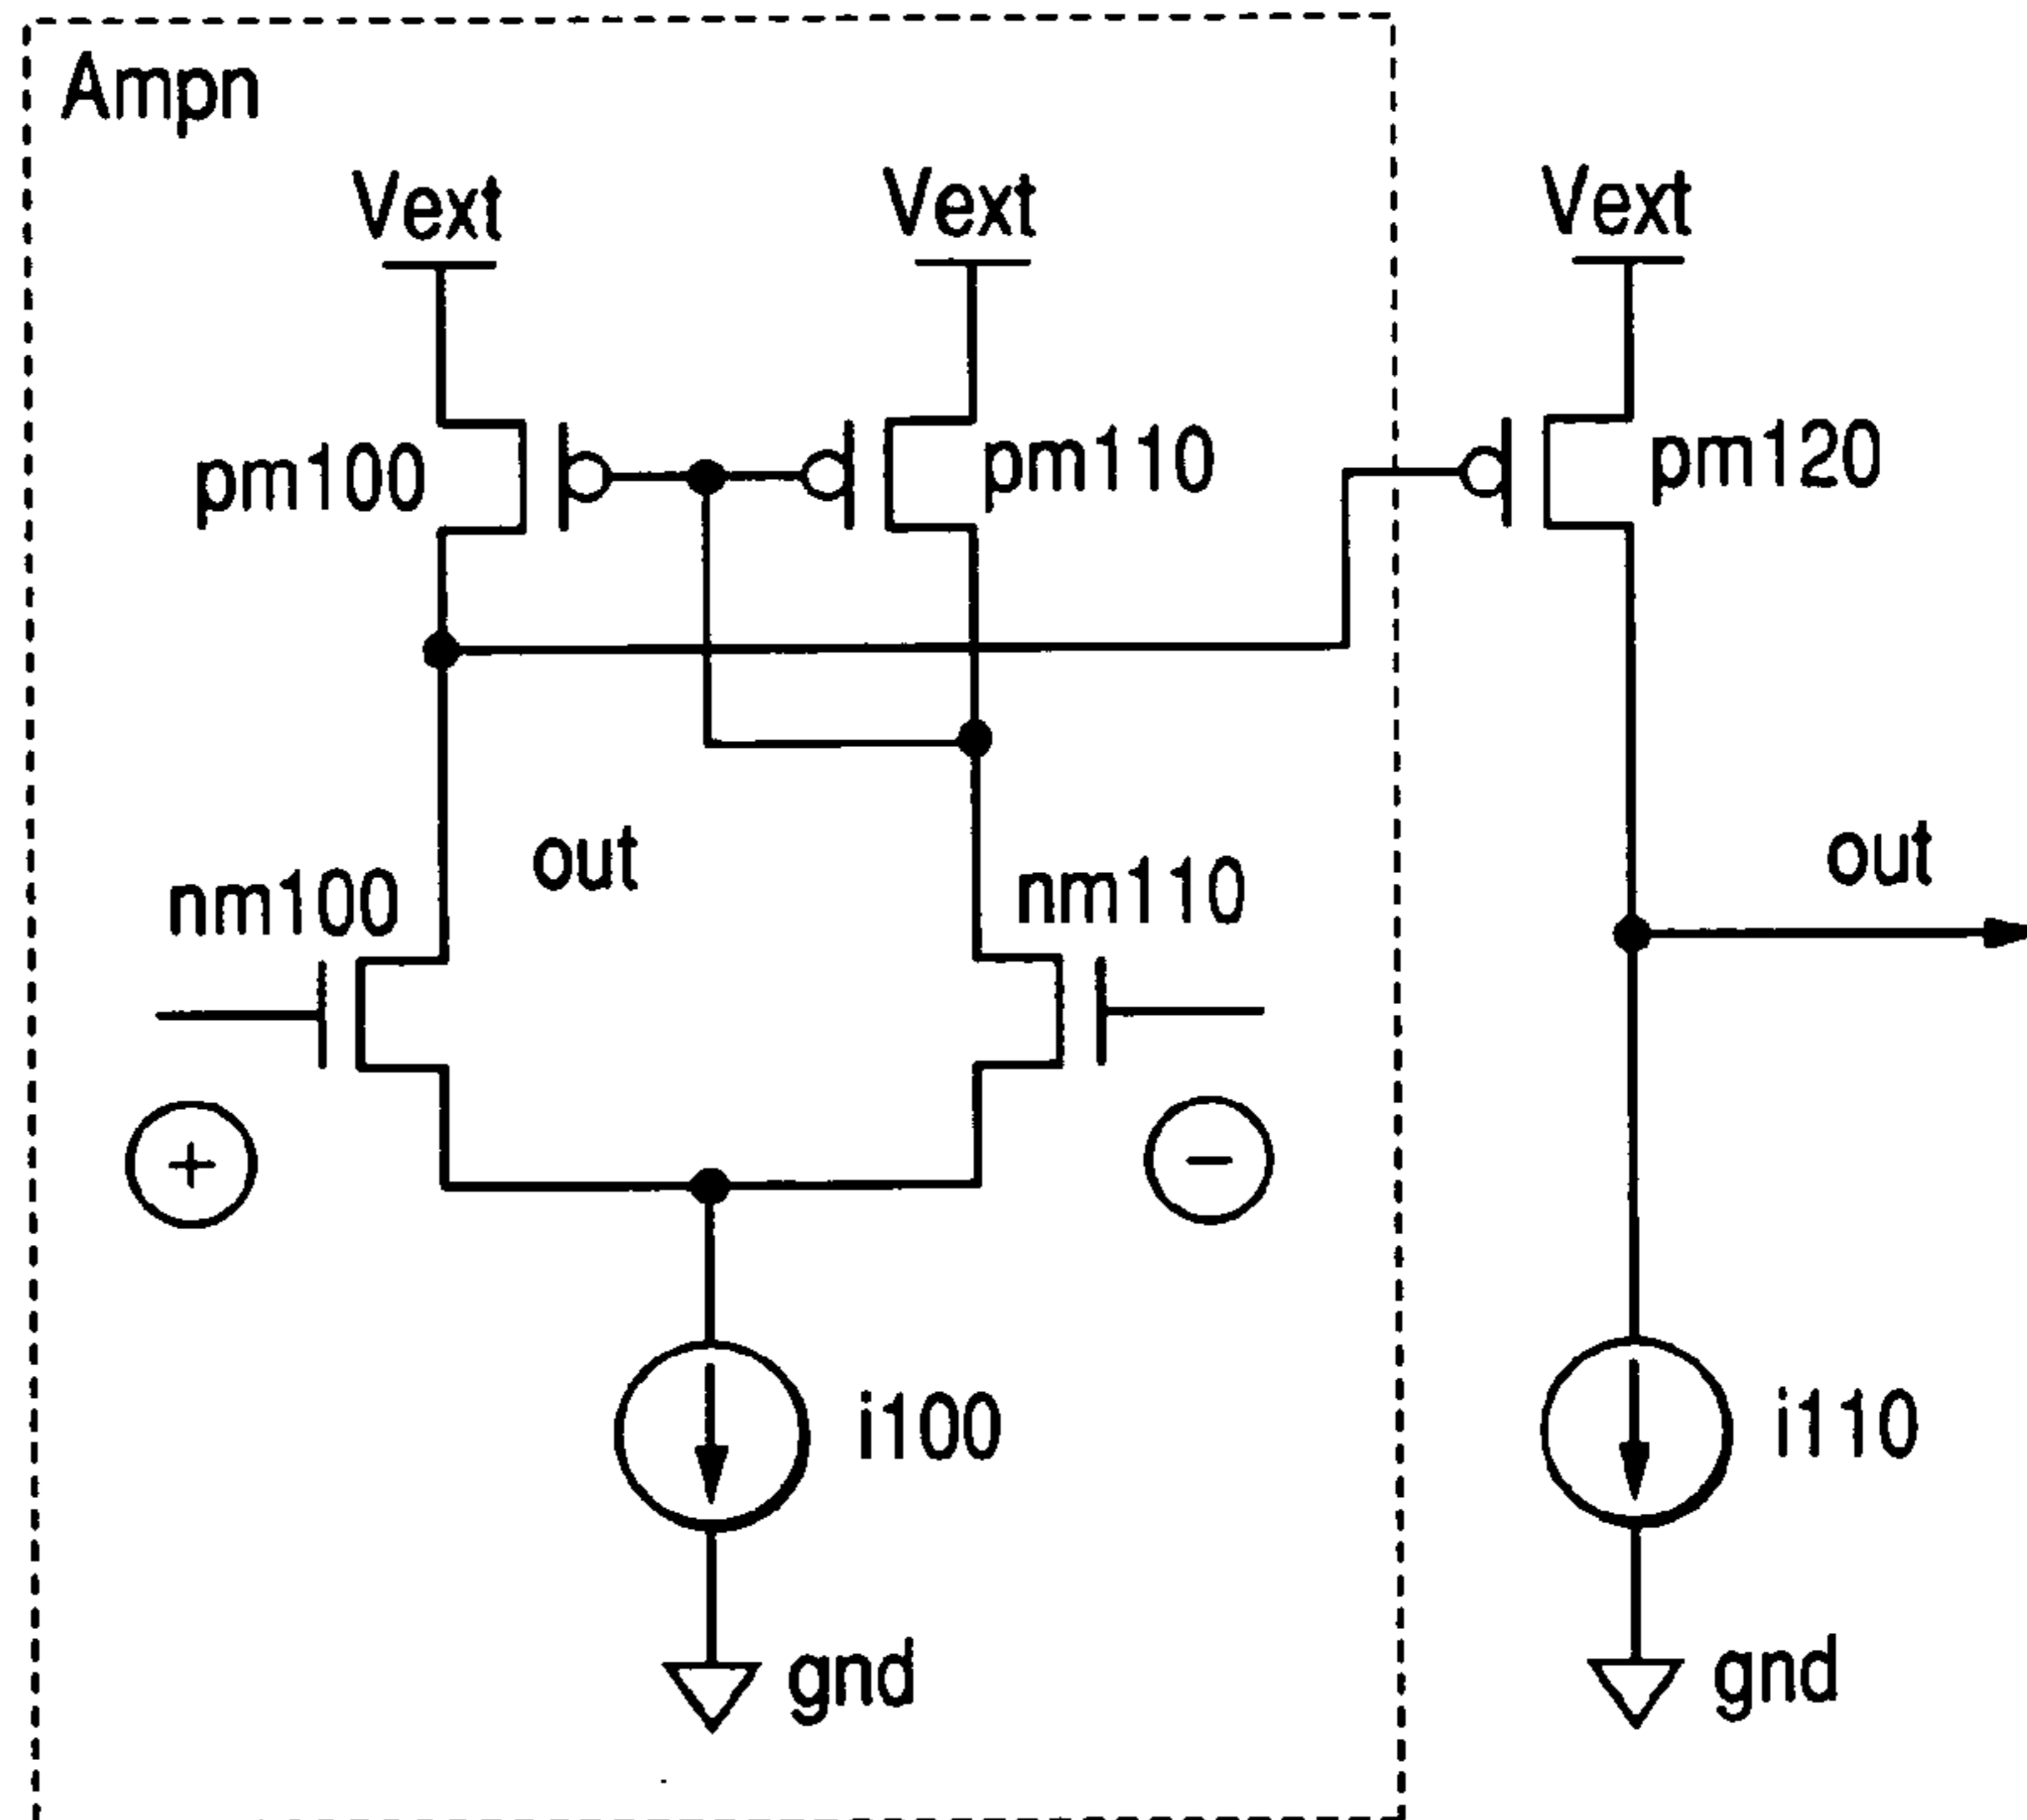 Ampn
Vext
Vext
Vext
pm100
pm110
pm120
out
out
nm100
nm110
+
−
i100
i110
gnd
gnd